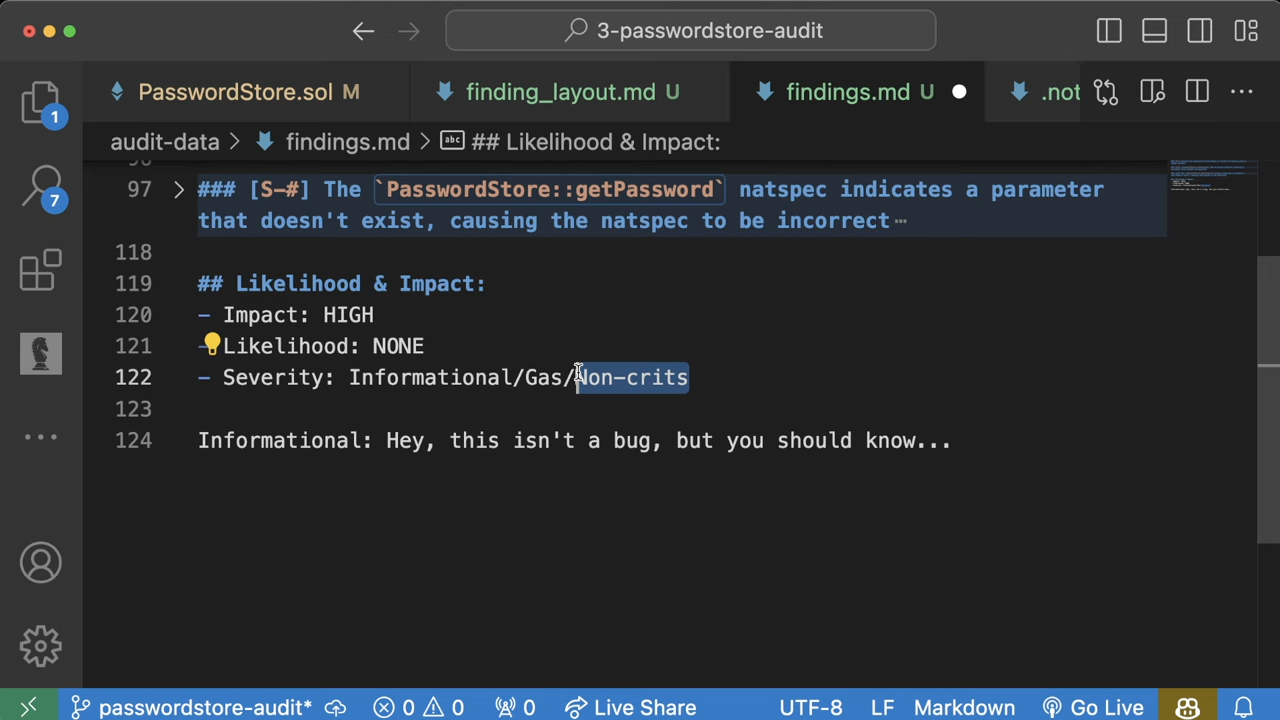 3-passwordstore-audit
1
7
PasswordStore.sol M
finding_layout.md U
findings.md U
.not
audit-data > findings.md > abc ## Likelihood & Impact:
97 ### [S-#] The `PasswordStore::getPassword` natspec indicates a parameter
that doesn't exist, causing the natspec to be incorrect…
118
119 ## Likelihood & Impact:
120 - Impact: HIGH
121 - Likelihood: NONE
122 - Severity: Informational/Gas/Non-crits
123
124 Informational: Hey, this isn't a bug, but you should know...
passwordstore-audit* 0 0 0 Live Share UTF-8 LF Markdown Go Live